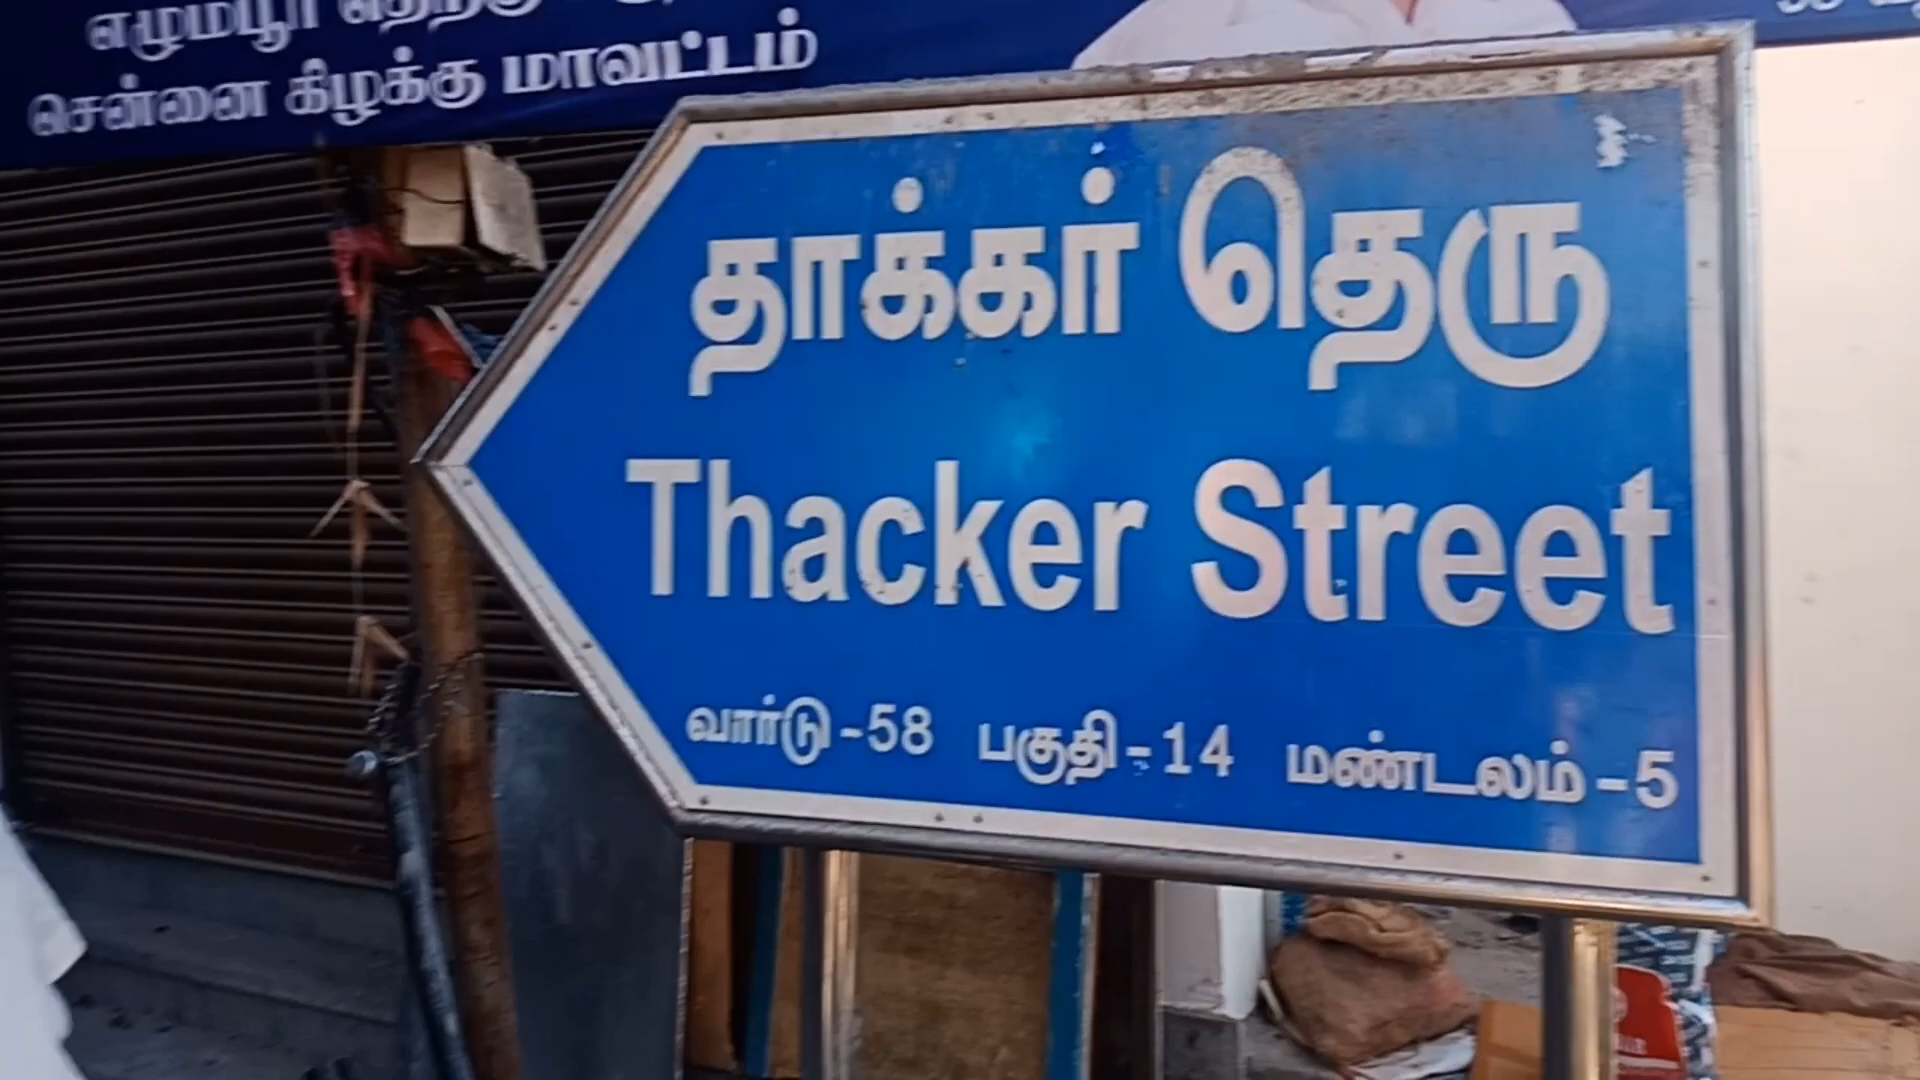 எழும்பூர் தெற்கு
சென்னை கிழக்கு மாவட்டம்
தாக்கர் தெரு
Thacker Street
வார்டு-58 பகுதி-14 மண்டலம்-5